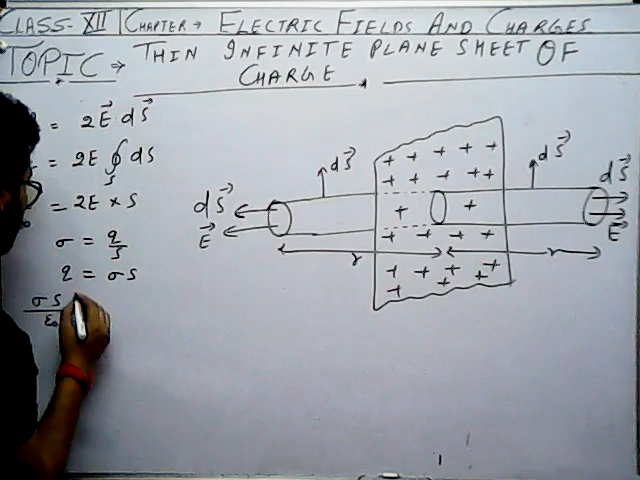 CLASS-XII CHAPTER→ ELECTRIC FIELDS AND CHARGES
TOPIC→ THIN INFINITE PLANE SHEET OF
CHARGE
= 2E⃗ dS⃗
= 2E ∮ dS
S
= 2E × S
σ = q/S
q = σS
σS
ε₀
dS⃗
E⃗
dS⃗
r
+ + + + +
+ + + +
+ +
+ + + +
+ + + +
+ + +
dS⃗
r
dS⃗
E⃗